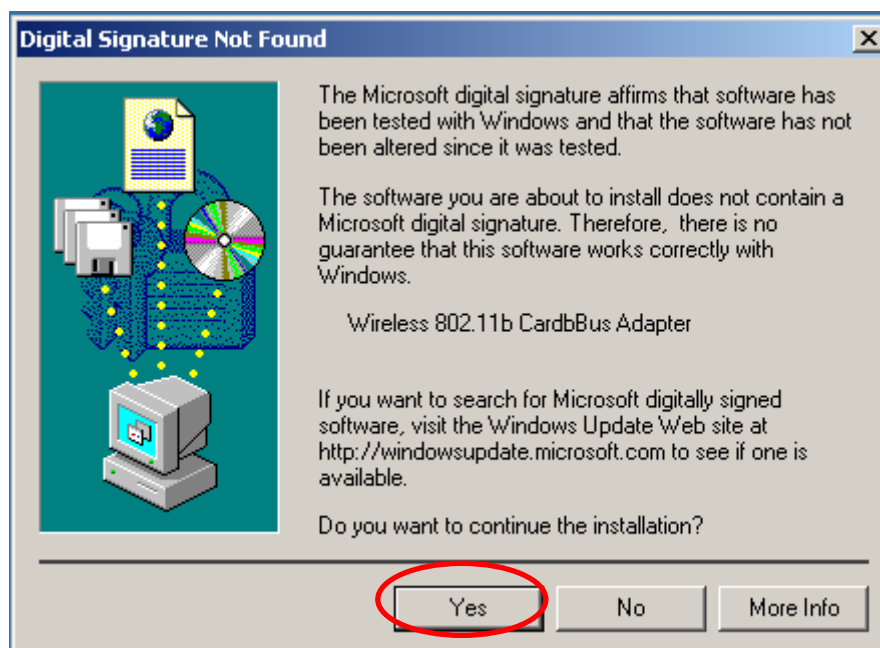 Digital Signature Not Found
The Microsoft digital signature affirms that software has
been tested with Windows and that the software has not
been altered since it was tested.
The software you are about to install does not contain a
Microsoft digital signature. Therefore, there is no
guarantee that this software works correctly with
Windows.
Wireless 802.11b CardbBus Adapter
If you want to search for Microsoft digitally signed
software, visit the Windows Update Web site at
http://windowsupdate.microsoft.com to see if one is
available.
Do you want to continue the installation?
Yes No More Info